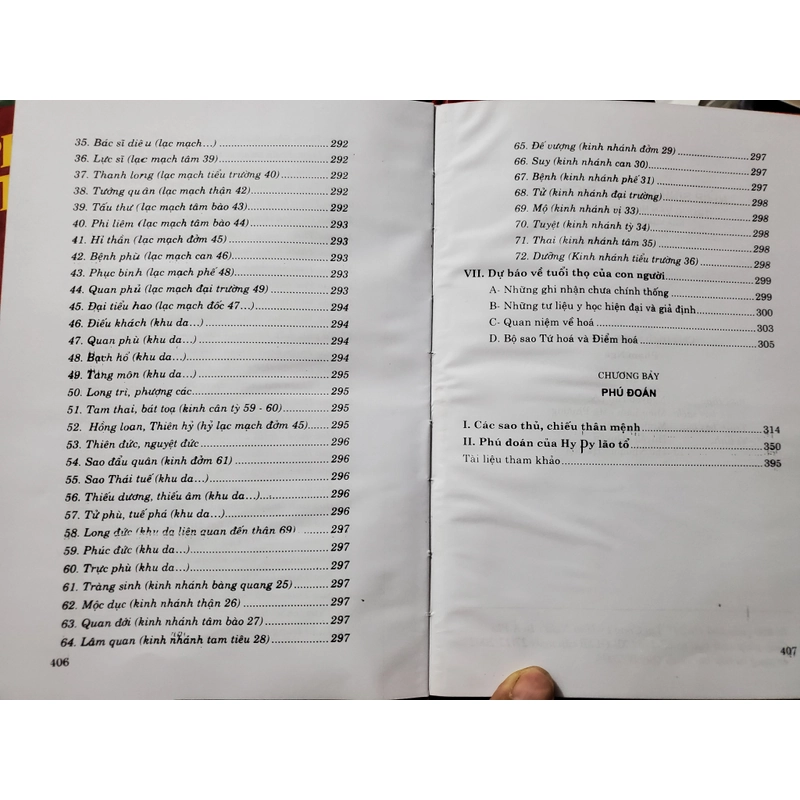 35. Bác sĩ diêu (lạc mạch...) 292
36. Lực sĩ (lạc mạch tâm 39) 292
37. Thanh long (lạc mạch tiểu trường 40) 292
38. Tướng quân (lạc mạch thận 42) 292
39. Tấu thư (lạc mạch tâm bào 43) 292
40. Phi liêm (lạc mạch tâm bào 44) 293
41. Hỉ thần (lạc mạch đởm 45) 293
42. Bệnh phù (lạc mạch can 46) 293
43. Phục binh (lạc mạch phế 48) 293
44. Quan phủ (lạc mạch đại trường 49) 293
45. Đại tiểu hao (lạc mạch đốc 47...) 294
46. Điếu khách (khu da...) 294
47. Quan phù (khu da...) 294
48. Bạch hổ (khu da...) 294
49. Tang môn (khu da...) 295
50. Long trì, phượng các 295
51. Tam thai, bát toạ (kinh cân tỳ 59 - 60) 295
52. Hồng loan, Thiên hỷ (hỷ lạc mạch đởm 45) 295
53. Thiên đức, nguyệt đức 295
54. Sao đẩu quân (kinh đởm 61) 296
55. Sao Thái tuế (khu da...) 296
56. Thiếu dương, thiếu âm (khu da...) 296
57. Tử phù, tuế phá (khu da...) 296
58. Long đức (khu da liên quan đến thận 69) 297
59. Phúc đức (khu da...) 297
60. Trực phù (khu da...) 297
61. Tràng sinh (kinh nhánh bàng quang 25) 297
62. Mộc dục (kinh nhánh thận 26) 297
63. Quan đới (kinh nhánh tâm bào 27) 297
64. Lâm quan (kinh nhánh tam tiêu 28) 297
406
65. Đế vượng (kinh nhánh đởm 29) 297
66. Suy (kinh nhánh can 30) 297
67. Bệnh (kinh nhánh phế 31) 297
68. Tử (kinh nhánh đại trường) 298
69. Mộ (kinh nhánh vị 33) 298
70. Tuyệt (kinh nhánh tỳ 34) 298
71. Thai (kinh nhánh tâm 35) 298
72. Dưỡng (Kinh nhánh tiểu trường 36) 298
VII. Dự báo về tuổi thọ của con người 299
A- Những ghi nhận chưa chính thống 299
B- Những tư liệu y học hiện đại và giả định 300
C- Quan niệm về hoá 303
D. Bộ sao Tứ hoá và Điểm hoá 305
CHƯƠNG BẢY
PHÚ ĐOÁN
I. Các sao thủ, chiếu thân mệnh 314
II. Phú đoán của Hy Dy lão tổ 350
Tài liệu tham khảo 395
407